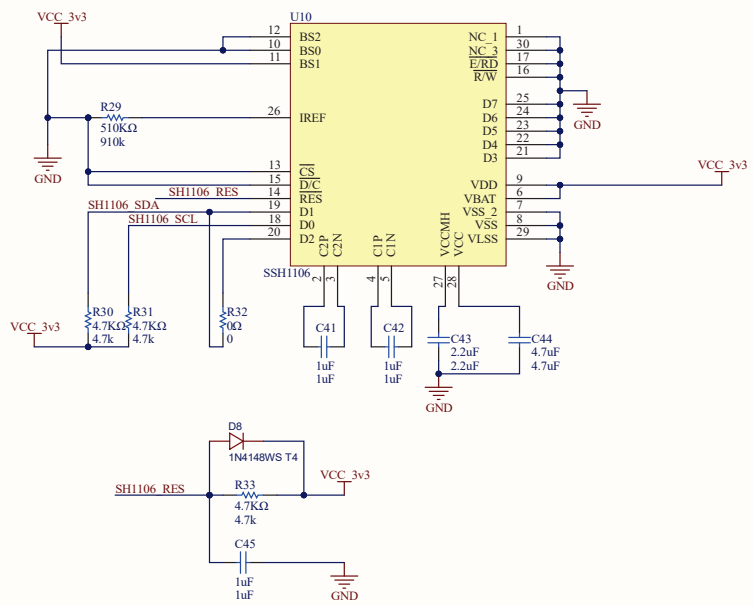 VCC_3v3
U10
12 BS2 NC_1 1
10 BS0 NC_3 30
11 BS1 E/RD 17
R/W 16
R29
510KΩ
910k
26 IREF
D7 25
D6 24
D5 23
D4 22
D3 21
GND
GND
13 CS
15 D/C VDD 9
VCC_3v3
SH1106_RES 14 RES VBAT 6
SH1106_SDA 19 D1 VSS_2 7
SH1106_SCL 18 D0 VSS 8
20 D2 VLSS 29
C2P C2N C1P C1N VCCMH VCC
SSH1106
2 3 4 5 27 28
GND
VCC_3v3
R30
4.7KΩ
4.7k
R31
4.7KΩ
4.7k
R32
0Ω
0
C41
1uF
1uF
C42
1uF
1uF
C43
2.2uF
2.2uF
C44
4.7uF
4.7uF
GND
D8
1N4148WS T4
SH1106_RES
R33
4.7KΩ
4.7k
VCC_3v3
C45
1uF
1uF
GND